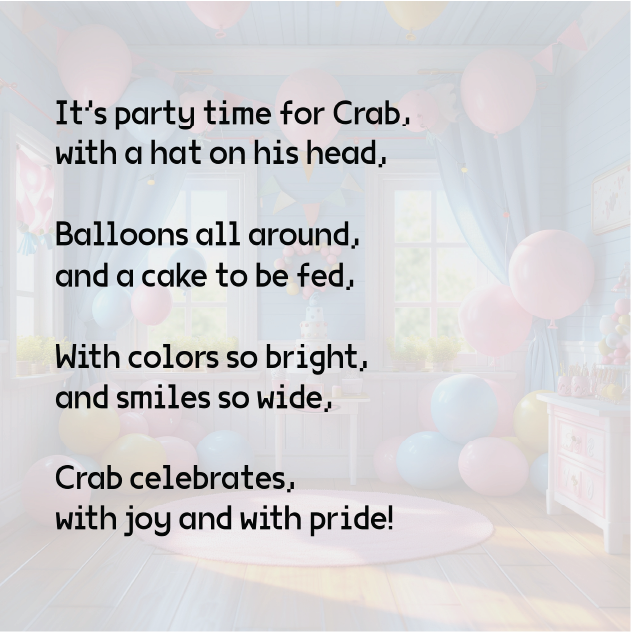 It's party time for Crab,
with a hat on his head,
Balloons all around,
and a cake to be fed,
With colors so bright,
and smiles so wide,
Crab celebrates,
with joy and with pride!